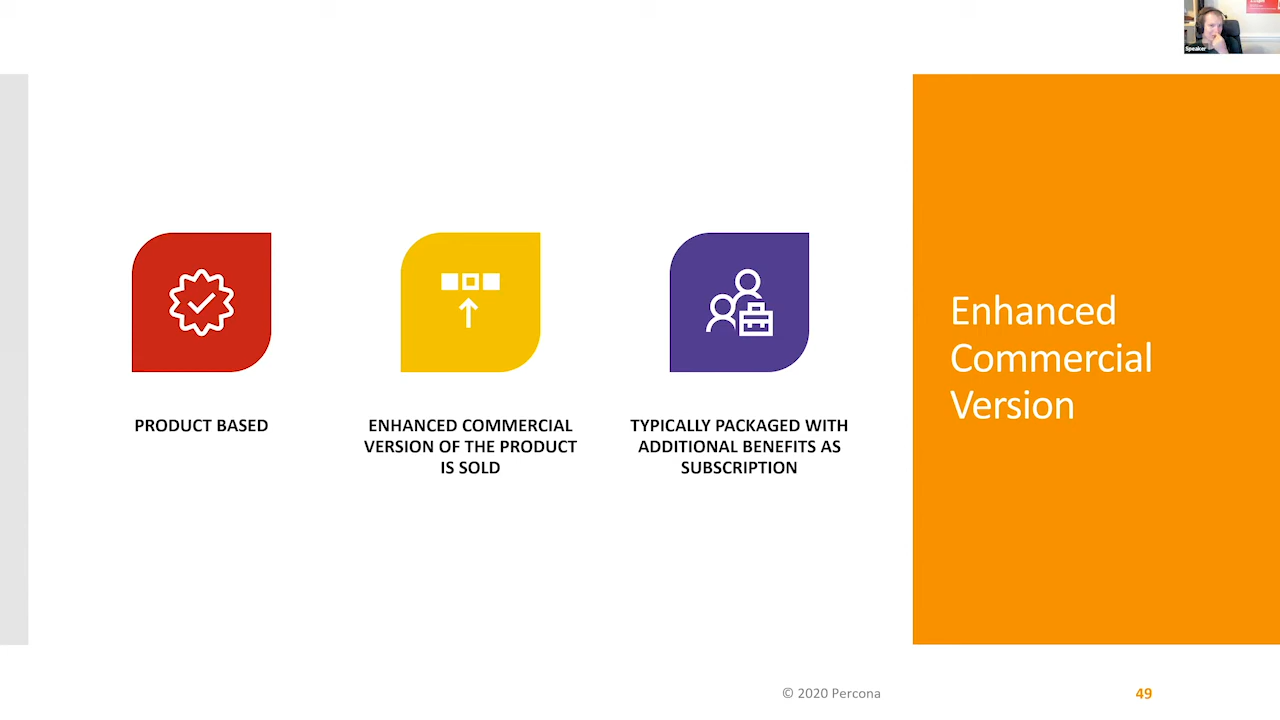 Speaker
PRODUCT BASED
ENHANCED COMMERCIAL
VERSION OF THE PRODUCT
IS SOLD
TYPICALLY PACKAGED WITH
ADDITIONAL BENEFITS AS
SUBSCRIPTION
Enhanced
Commercial
Version
© 2020 Percona
49